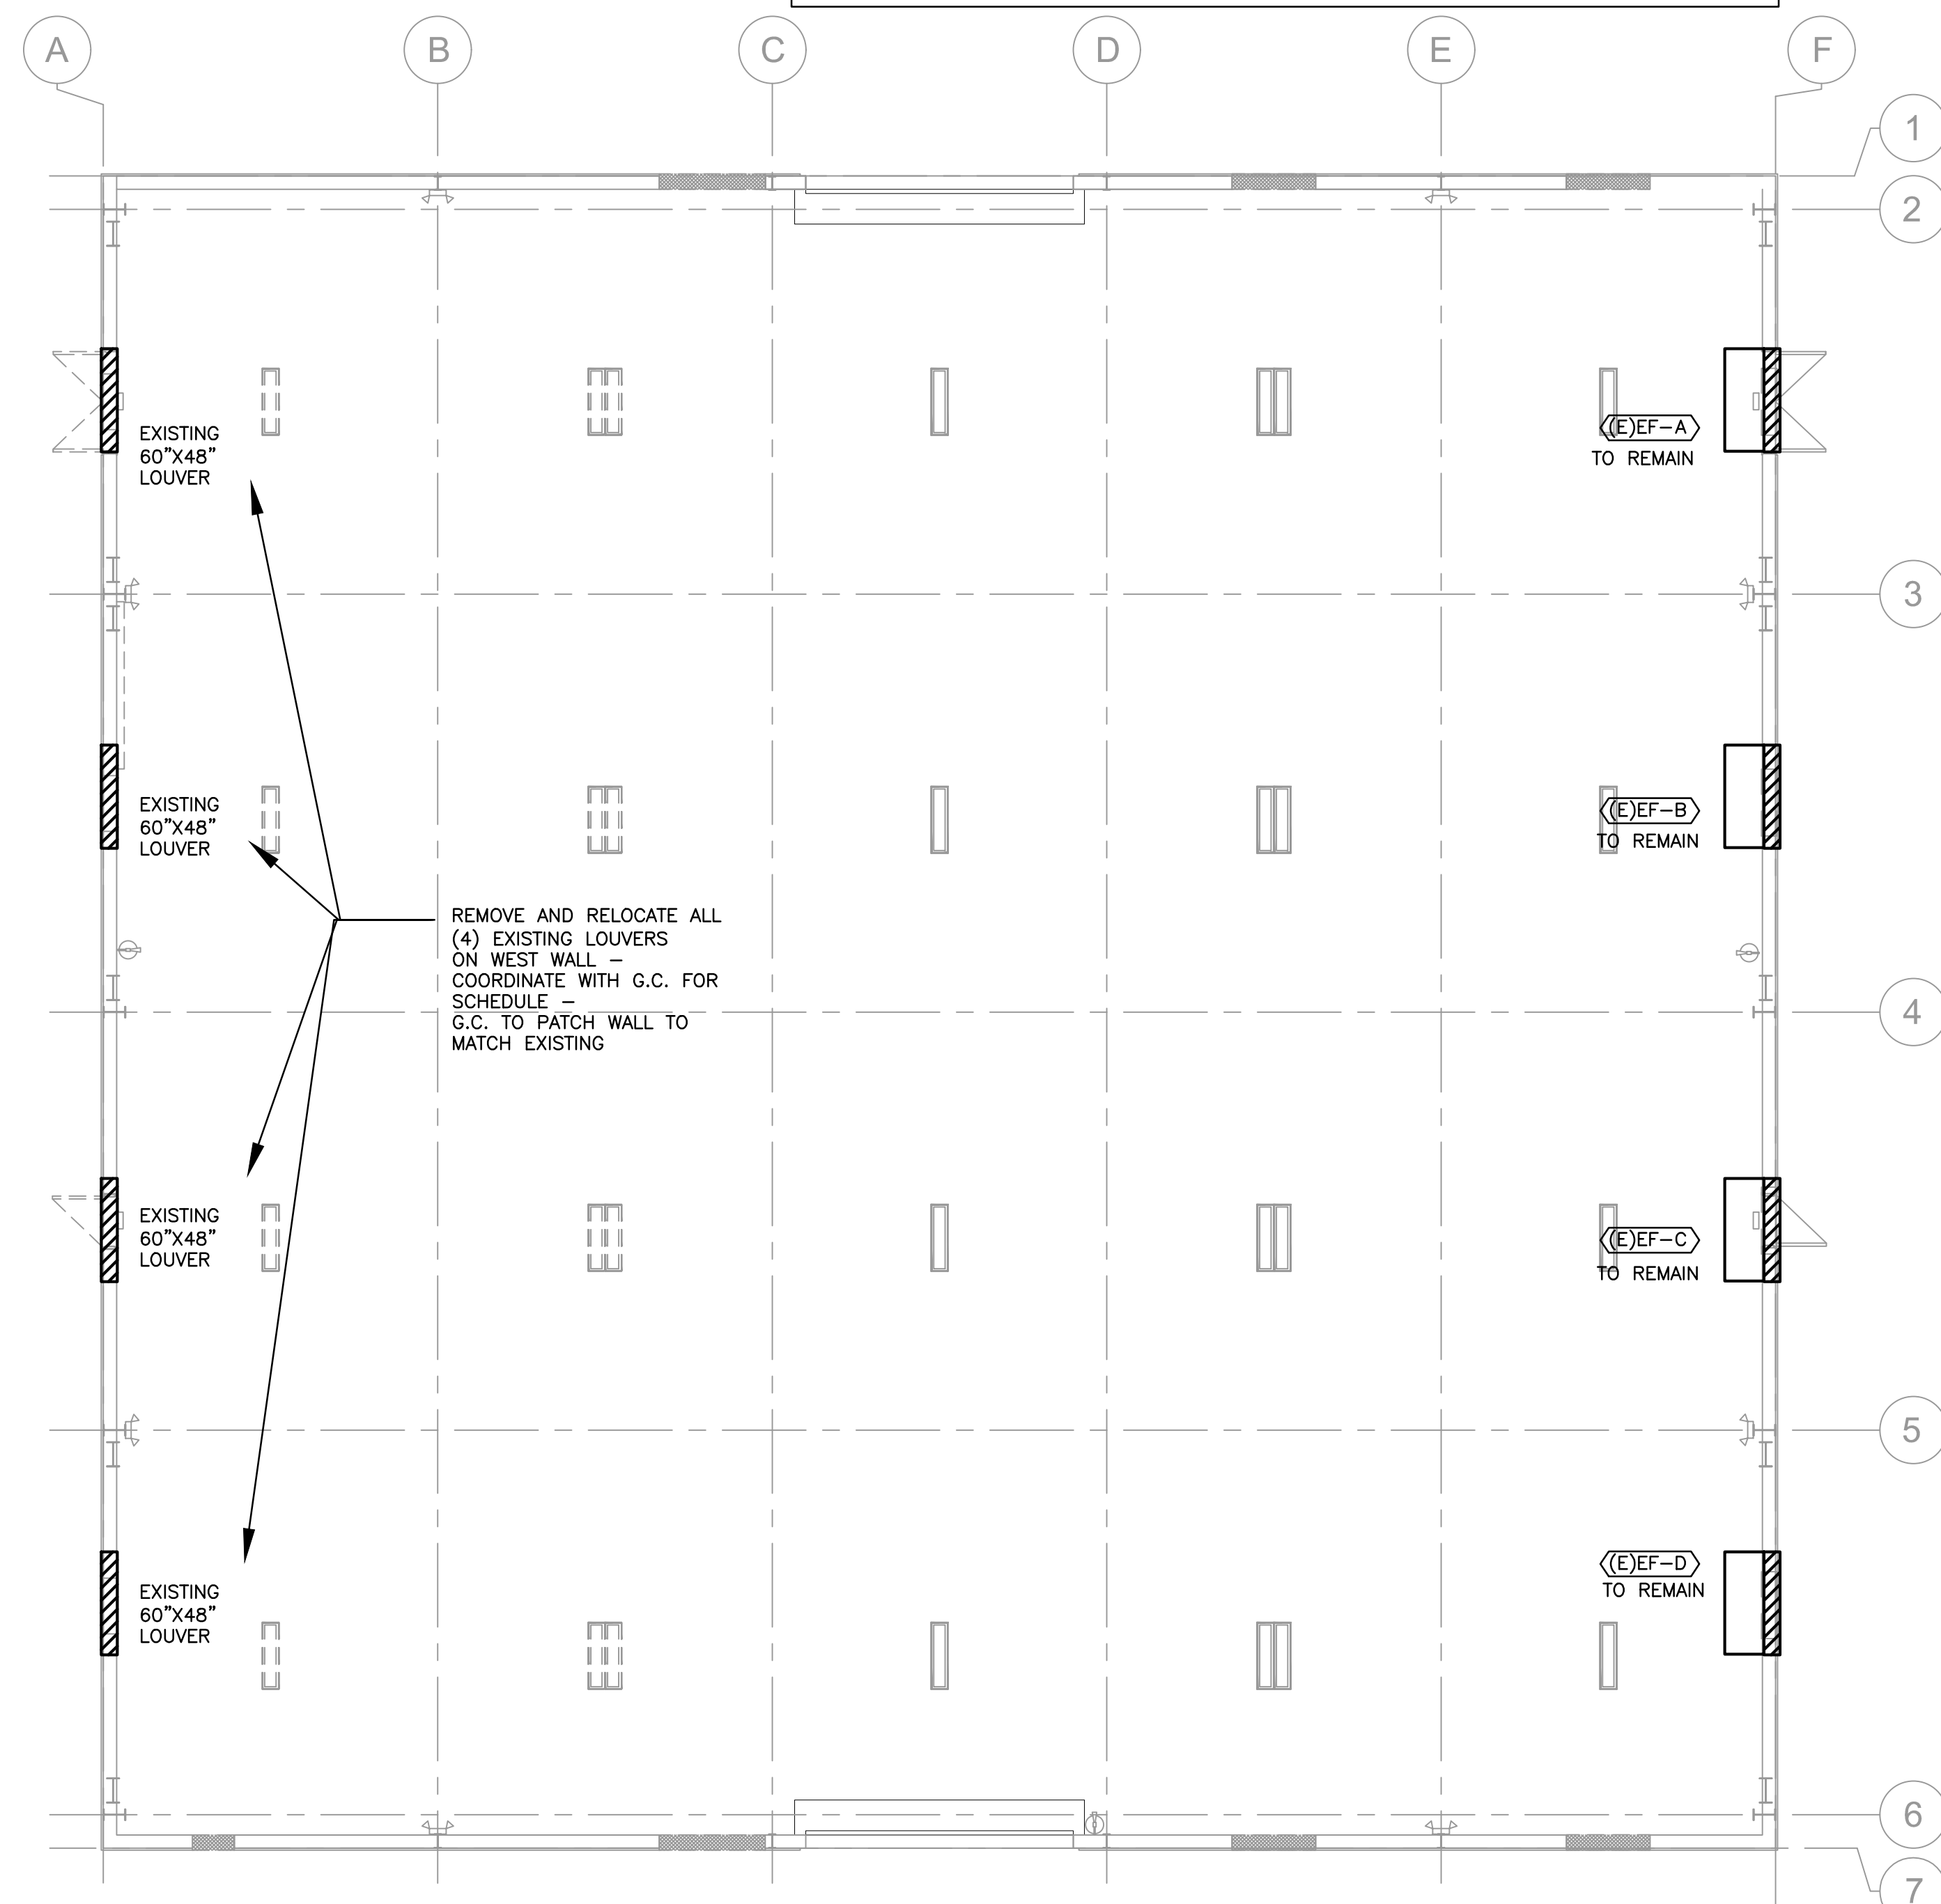 A
B
C
D
E
F
1
2
EXISTING
60"X48"
LOUVER
(E)EF-A
TO REMAIN
3
EXISTING
60"X48"
LOUVER
(E)EF-B
TO REMAIN
REMOVE AND RELOCATE ALL
(4) EXISTING LOUVERS
ON WEST WALL -
COORDINATE WITH G.C. FOR
SCHEDULE -
G.C. TO PATCH WALL TO
MATCH EXISTING
4
EXISTING
60"X48"
LOUVER
(E)EF-C
TO REMAIN
5
EXISTING
60"X48"
LOUVER
(E)EF-D
TO REMAIN
6
7